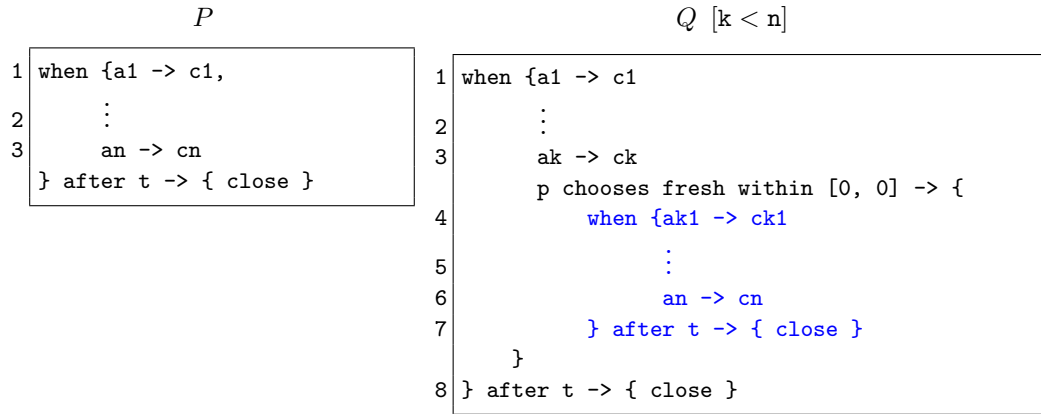 P
1 when {a1 -> c1,
2 ⋮
3 an -> cn
} after t -> { close }
Q [k < n]
1 when {a1 -> c1
2 ⋮
3 ak -> ck
p chooses fresh within [0, 0] -> {
4 when {ak1 -> ck1
5 ⋮
6 an -> cn
7 } after t -> { close }
}
8 } after t -> { close }